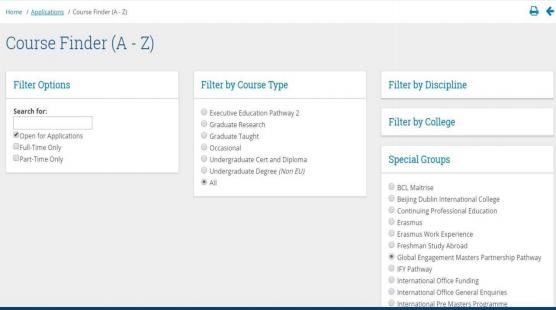 Home / Applications / Course Finder (A - Z)
Course Finder (A - Z)
Filter Options
Search for:
Open for Applications
Full-Time Only
Part-Time Only
Filter by Course Type
Executive Education Pathway 2
Graduate Research
Graduate Taught
Occasional
Undergraduate Cert and Diploma
Undergraduate Degree (Non EU)
All
Filter by Discipline
Filter by College
Special Groups
BCL Maitrise
Beijing Dublin International College
Continuing Professional Education
Erasmus
Erasmus Work Experience
Freshman Study Abroad
Global Engagement Masters Partnership Pathway
IFY Pathway
International Office Funding
International Office General Enquiries
International Pre Masters Programme